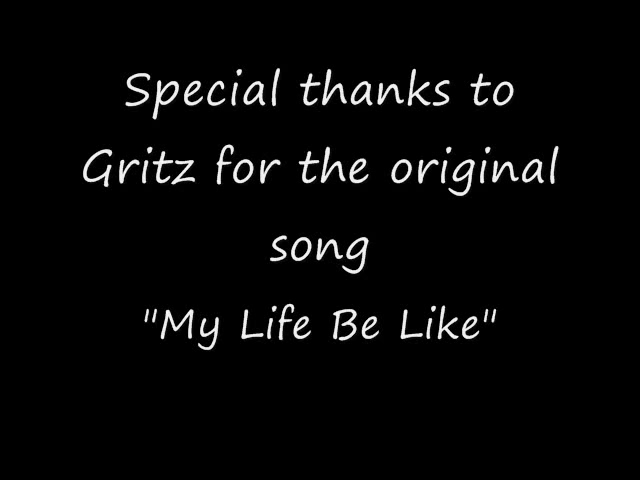 Special thanks to
Gritz for the original
song
"My Life Be Like"